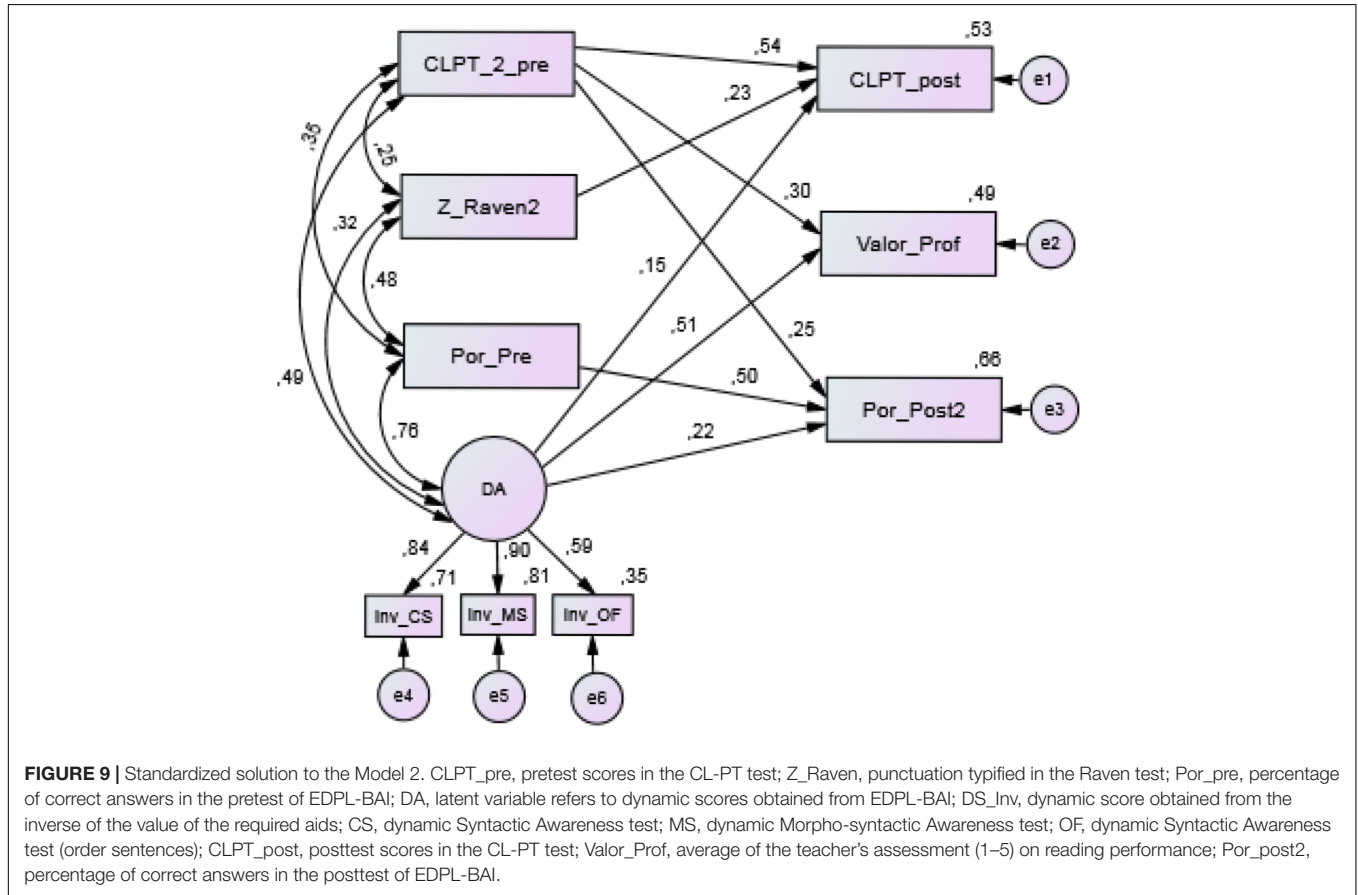 ,53
CLPT_2_pre
,54
CLPT_post
e1
,23
,35
,25
Z_Raven2
,30
,49
,32
Valor_Prof
e2
,48
,15
,51
,25
Por_Pre
,66
,49
,50
Por_Post2
e3
,76
,22
DA
,84
,90
,59
,71
,81
,35
Inv_CS
Inv_MS
Inv_OF
e4
e5
e6
FIGURE 9 | Standardized solution to the Model 2. CLPT_pre, pretest scores in the CL-PT test; Z_Raven, punctuation typified in the Raven test; Por_pre, percentage
of correct answers in the pretest of EDPL-BAI; DA, latent variable refers to dynamic scores obtained from EDPL-BAI; DS_Inv, dynamic score obtained from the
inverse of the value of the required aids; CS, dynamic Syntactic Awareness test; MS, dynamic Morpho-syntactic Awareness test; OF, dynamic Syntactic Awareness
test (order sentences); CLPT_post, posttest scores in the CL-PT test; Valor_Prof, average of the teacher's assessment (1–5) on reading performance; Por_post2,
percentage of correct answers in the posttest of EDPL-BAI.